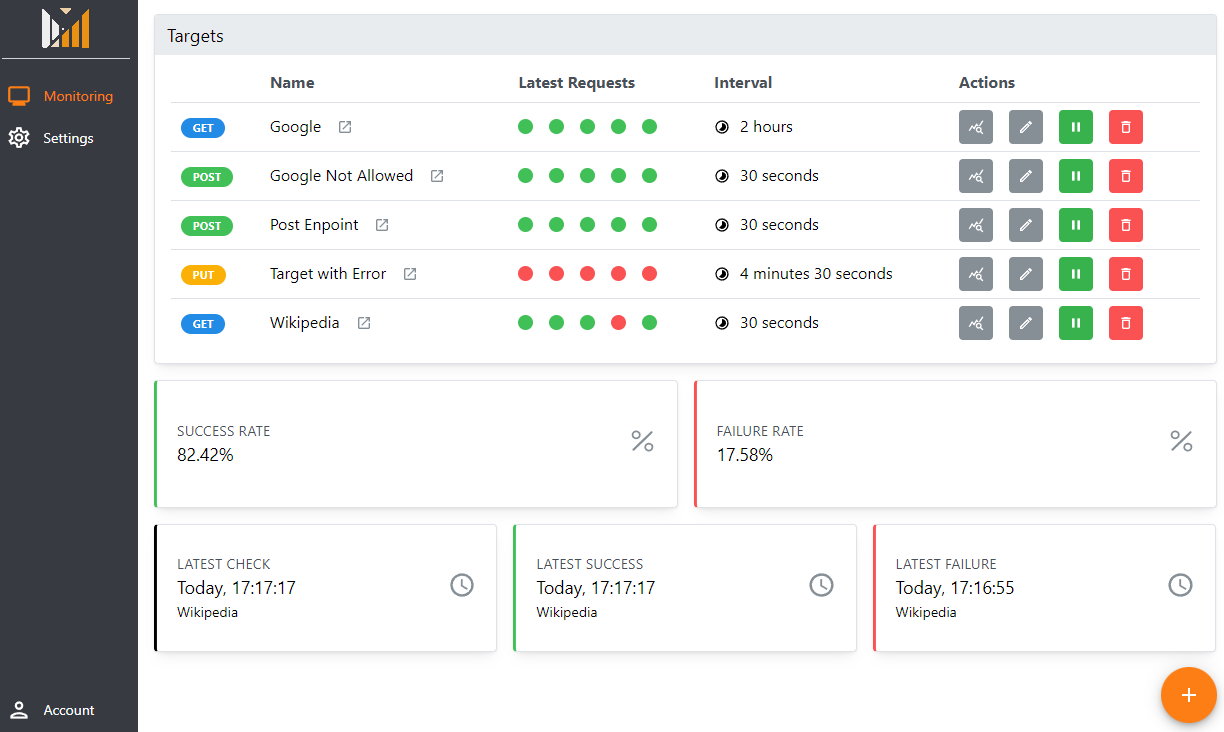 Targets
Monitoring
Settings
Account
Name Latest Requests Interval Actions
GET Google 2 hours
POST Google Not Allowed 30 seconds
POST Post Enpoint 30 seconds
PUT Target with Error 4 minutes 30 seconds
GET Wikipedia 30 seconds
SUCCESS RATE
82.42%
FAILURE RATE
17.58%
LATEST CHECK
Today, 17:17:17
Wikipedia
LATEST SUCCESS
Today, 17:17:17
Wikipedia
LATEST FAILURE
Today, 17:16:55
Wikipedia